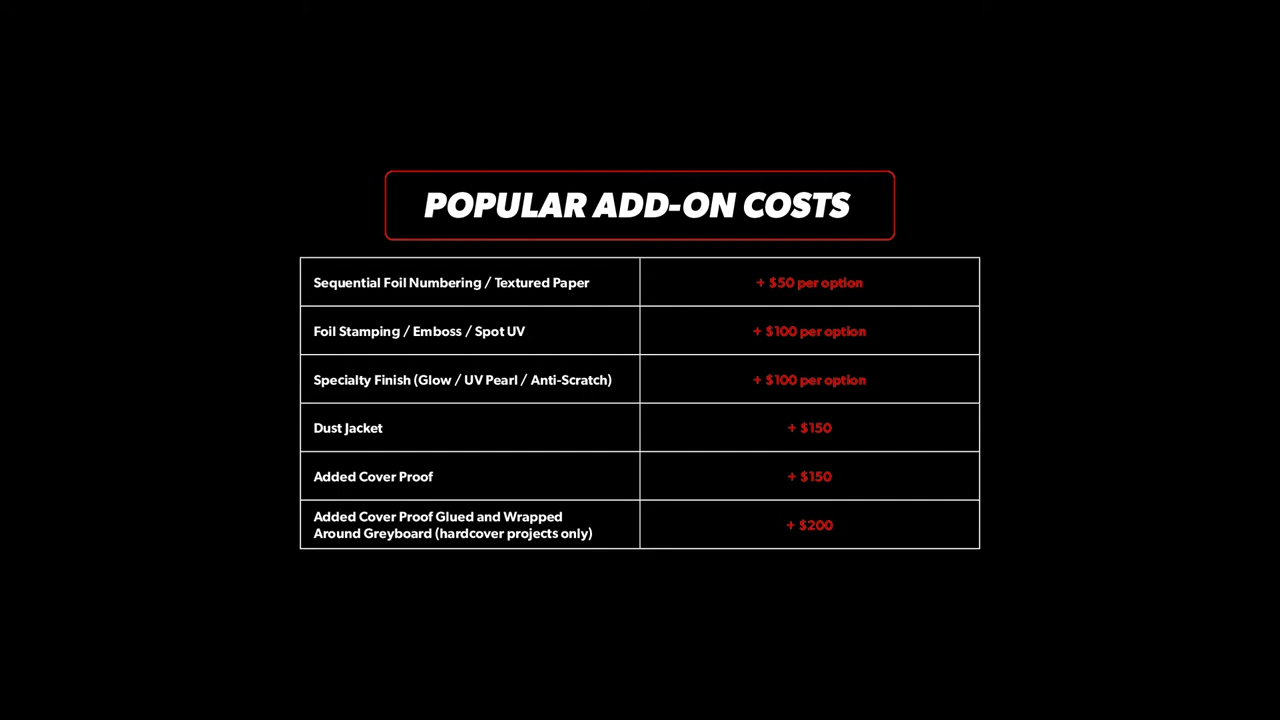 POPULAR ADD-ON COSTS
Sequential Foil Numbering / Textured Paper
+ $50 per option
Foil Stamping / Emboss / Spot UV
+ $100 per option
Specialty Finish (Glow / UV Pearl / Anti-Scratch)
+ $100 per option
Dust Jacket
+ $150
Added Cover Proof
+ $150
Added Cover Proof Glued and Wrapped
Around Greyboard (hardcover projects only)
+ $200